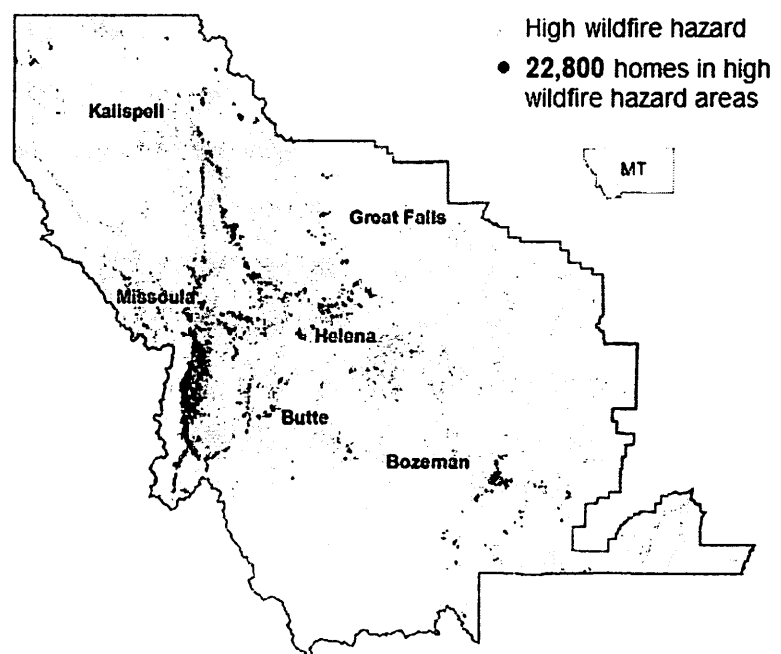 High wildfire hazard
22,800 homes in high
wildfire hazard areas
MT
Kalispell
Great Falls
Missoula
Helena
Butte
Bozeman